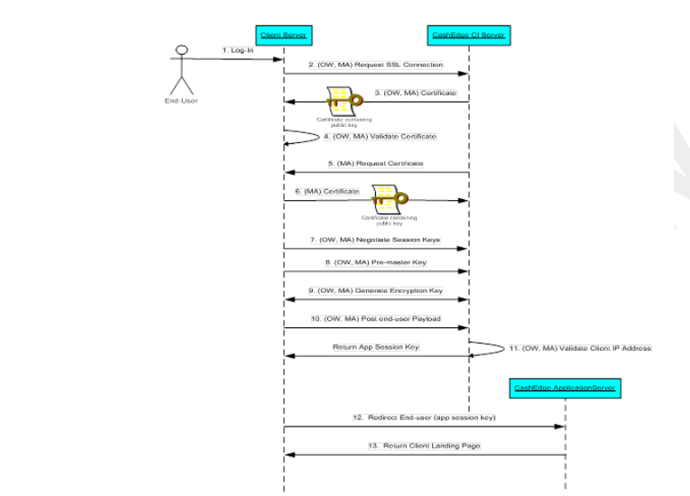 Client Server
CashEdge CI Server
1. Log-In
2. (OW, MA) Request SSL Connection
End-User
3. (OW, MA) Certificate
Certificate containing
public key
4. (OW, MA) Validate Certificate
5. (MA) Request Certificate
6. (MA) Certificate
Certificate containing
public key
7. (OW, MA) Negotiate Session Keys
8. (OW, MA) Pre-master Key
9. (OW, MA) Generate Encryption Key
10. (OW, MA) Post end-user Payload
Return App Session Key
11. (OW, MA) Validate Client IP Address
CashEdge ApplicationServer
12. Redirect End-user (app session key)
13. Return Client Landing Page